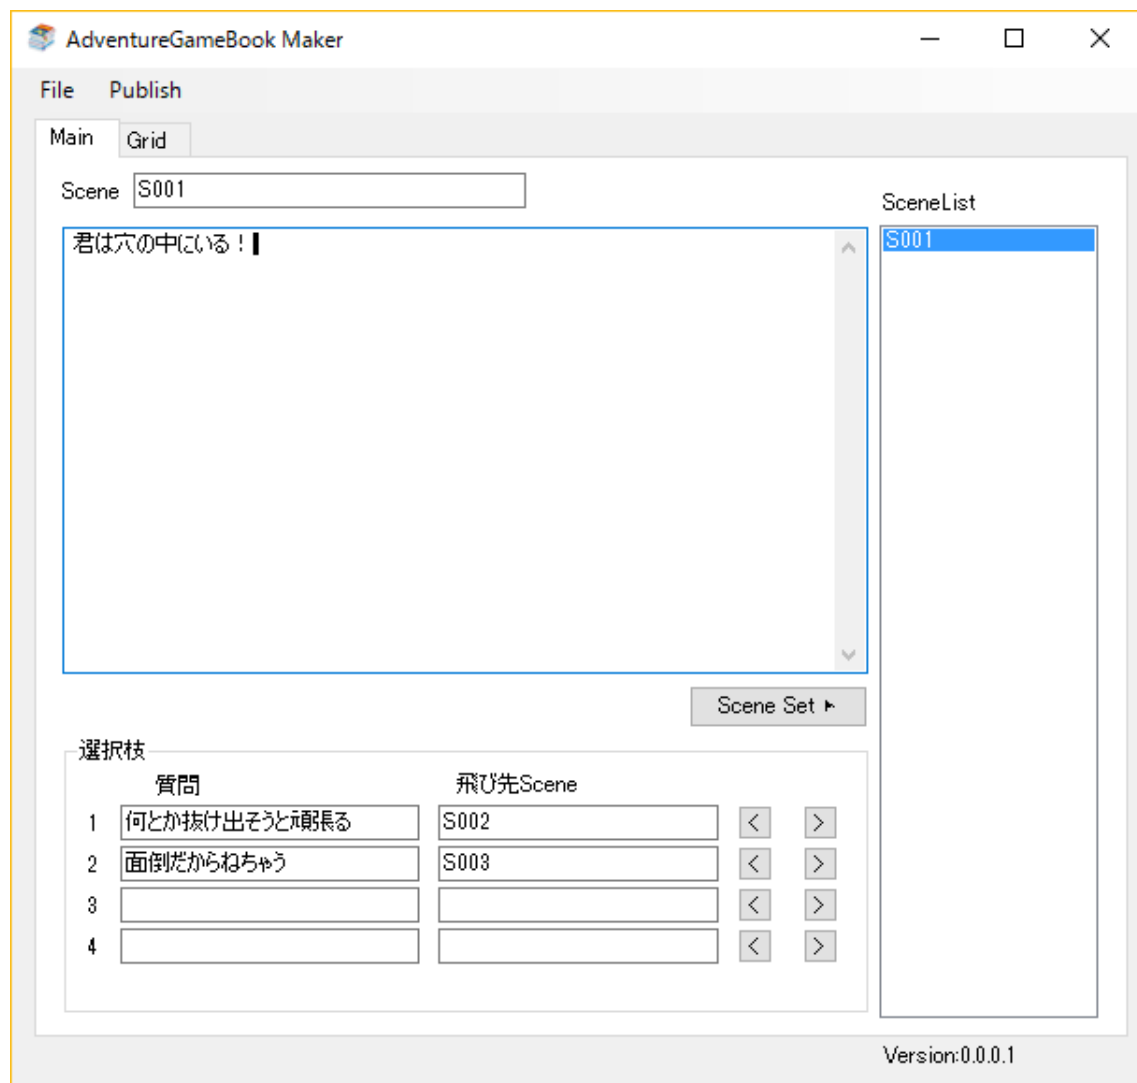 AdventureGameBook Maker
File Publish
Main Grid
Scene S001
SceneList
君は穴の中にいる！
S001
Scene Set
選択枝
質問 飛び先Scene
1 何とか抜け出そうと頑張る S002 < >
2 面倒だからねちゃう S003 < >
3 < >
4 < >
Version:0.0.0.1